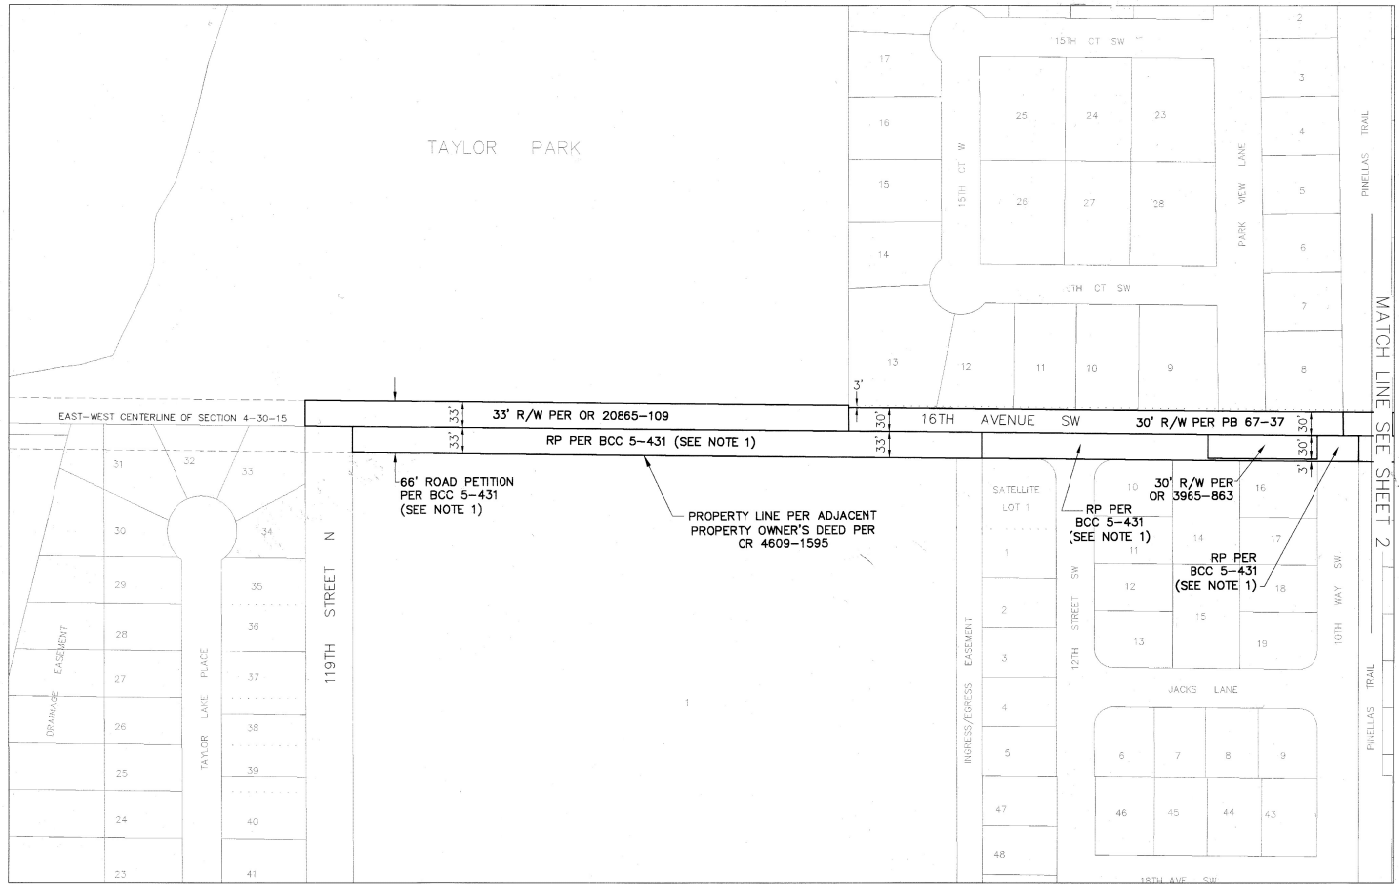 TAYLOR PARK
15TH CT SW
15TH CT W
PARK VIEW LANE
PINELLAS TRAIL
17
16
15
14
13
12
11
10
9
25
24
23
26
27
28
2
3
4
5
6
7
8
TH CT SW
MATCH LINE SEE SHEET 2
EAST-WEST CENTERLINE OF SECTION 4-30-15
33'
33' R/W PER OR 20865-109
3'
30'
16TH AVENUE SW
30' R/W PER PB 67-37
30'
33'
RP PER BCC 5-431 (SEE NOTE 1)
33'
30'
3'
66' ROAD PETITION
PER BCC 5-431
(SEE NOTE 1)
PROPERTY LINE PER ADJACENT
PROPERTY OWNER'S DEED PER
OR 4609-1595
30' R/W PER
OR 3965-863
RP PER
BCC 5-431
(SEE NOTE 1)
RP PER
BCC 5-431
(SEE NOTE 1)
31
32
33
30
34
29
35
28
36
27
37
26
38
25
39
24
40
23
41
DRAINAGE EASEMENT
TAYLOR LAKE PLACE
119TH STREET N
1
INGRESS/EGRESS EASEMENT
SATELLITE
LOT 1
1
2
3
4
5
47
48
12TH STREET SW
10
16
11
14
17
12
18
15
13
19
10TH WAY SW
JACKS LANE
6
7
8
9
46
45
44
43
18TH AVE SW
PINELLAS TRAIL